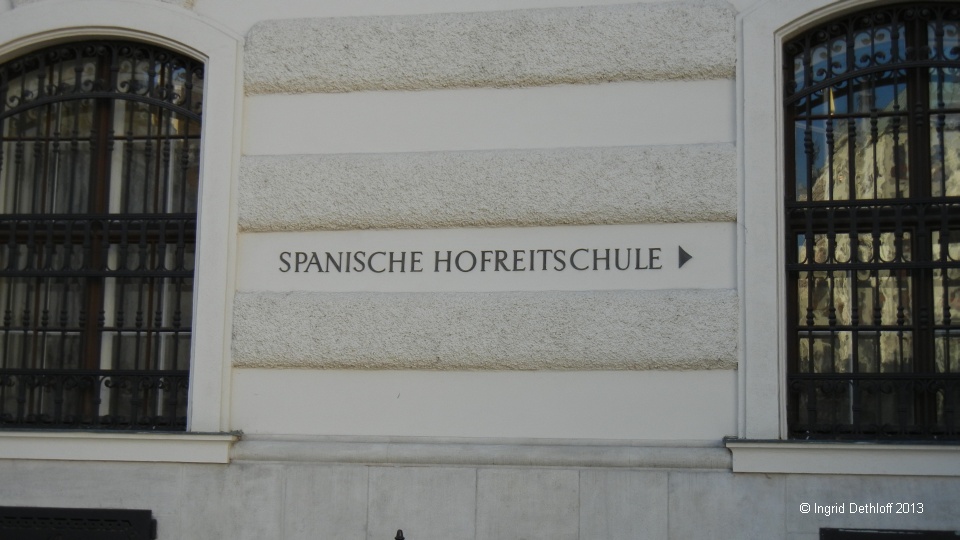 SPANISCHE HOFREITSCHULE ▶
© Ingrid Dethloff 2013